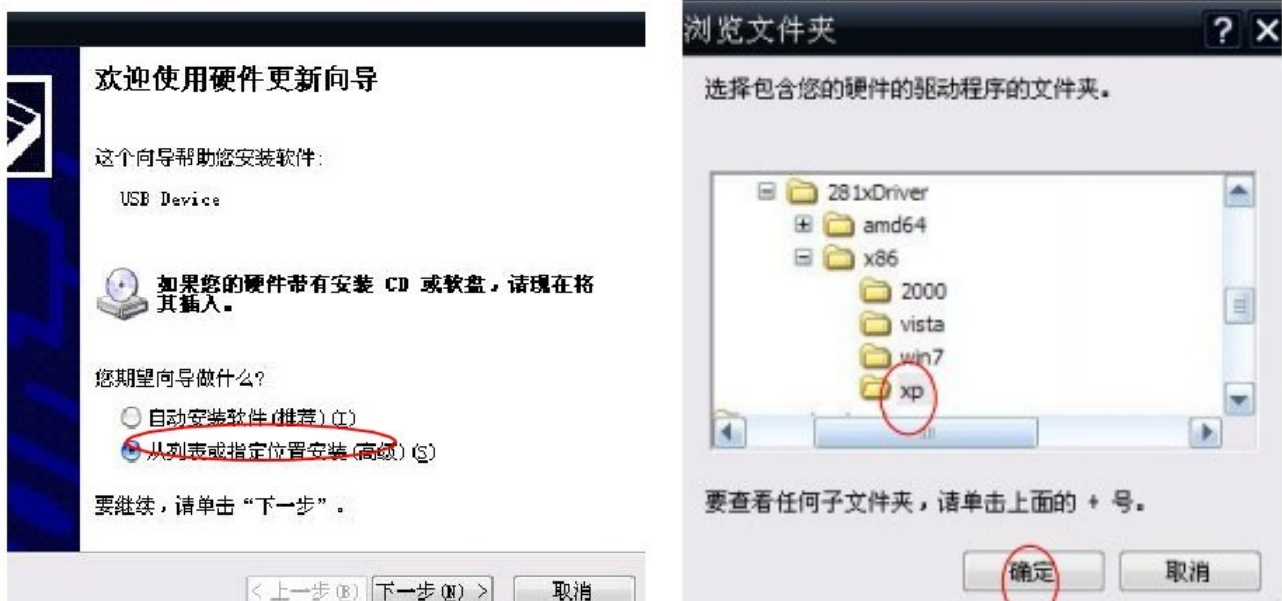 欢迎使用硬件更新向导
这个向导帮助您安装软件:
USB Device
如果您的硬件带有安装 CD 或软盘，请现在将
其插入。
您期望向导做什么?
自动安装软件(推荐)(I)
从列表或指定位置安装(高级)(S)
要继续，请单击“下一步”。
< 上一步(B)
下一步(N) >
取消
浏览文件夹
选择包含您的硬件的驱动程序的文件夹。
281xDriver
amd64
x86
2000
vista
win7
xp
要查看任何子文件夹，请单击上面的 + 号。
确定
取消